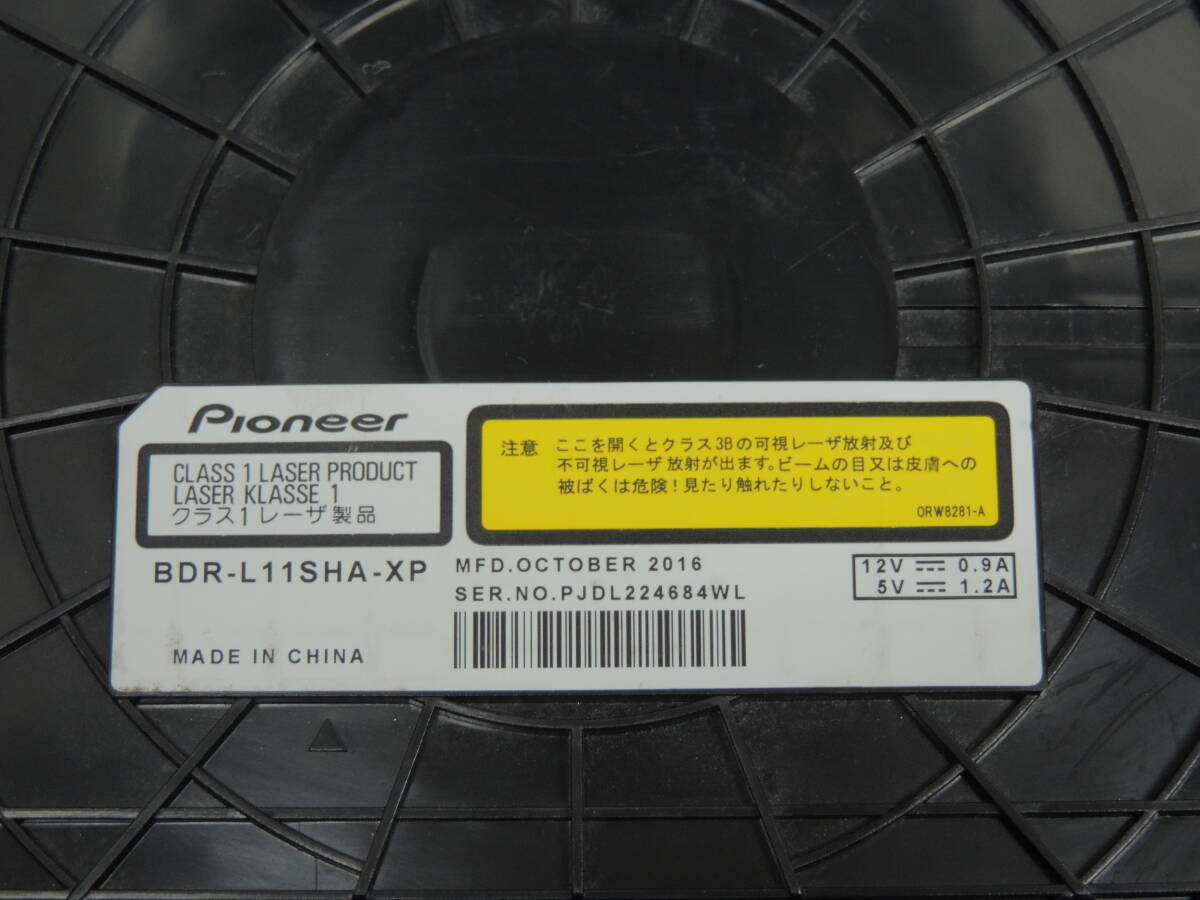 Pioneer
CLASS 1 LASER PRODUCT
LASER KLASSE 1
クラス1レーザ製品
注意 ここを開くとクラス3Bの可視レーザ放射及び
不可視レーザ放射が出ます。ビームの目又は皮膚への
被ばくは危険!見たり触れたりしないこと。
ORW8281-A
BDR-L11SHA-XP
MFD.OCTOBER 2016
SER.NO.PJDL224684WL
12V ⎓ 0.9A
5V ⎓ 1.2A
MADE IN CHINA